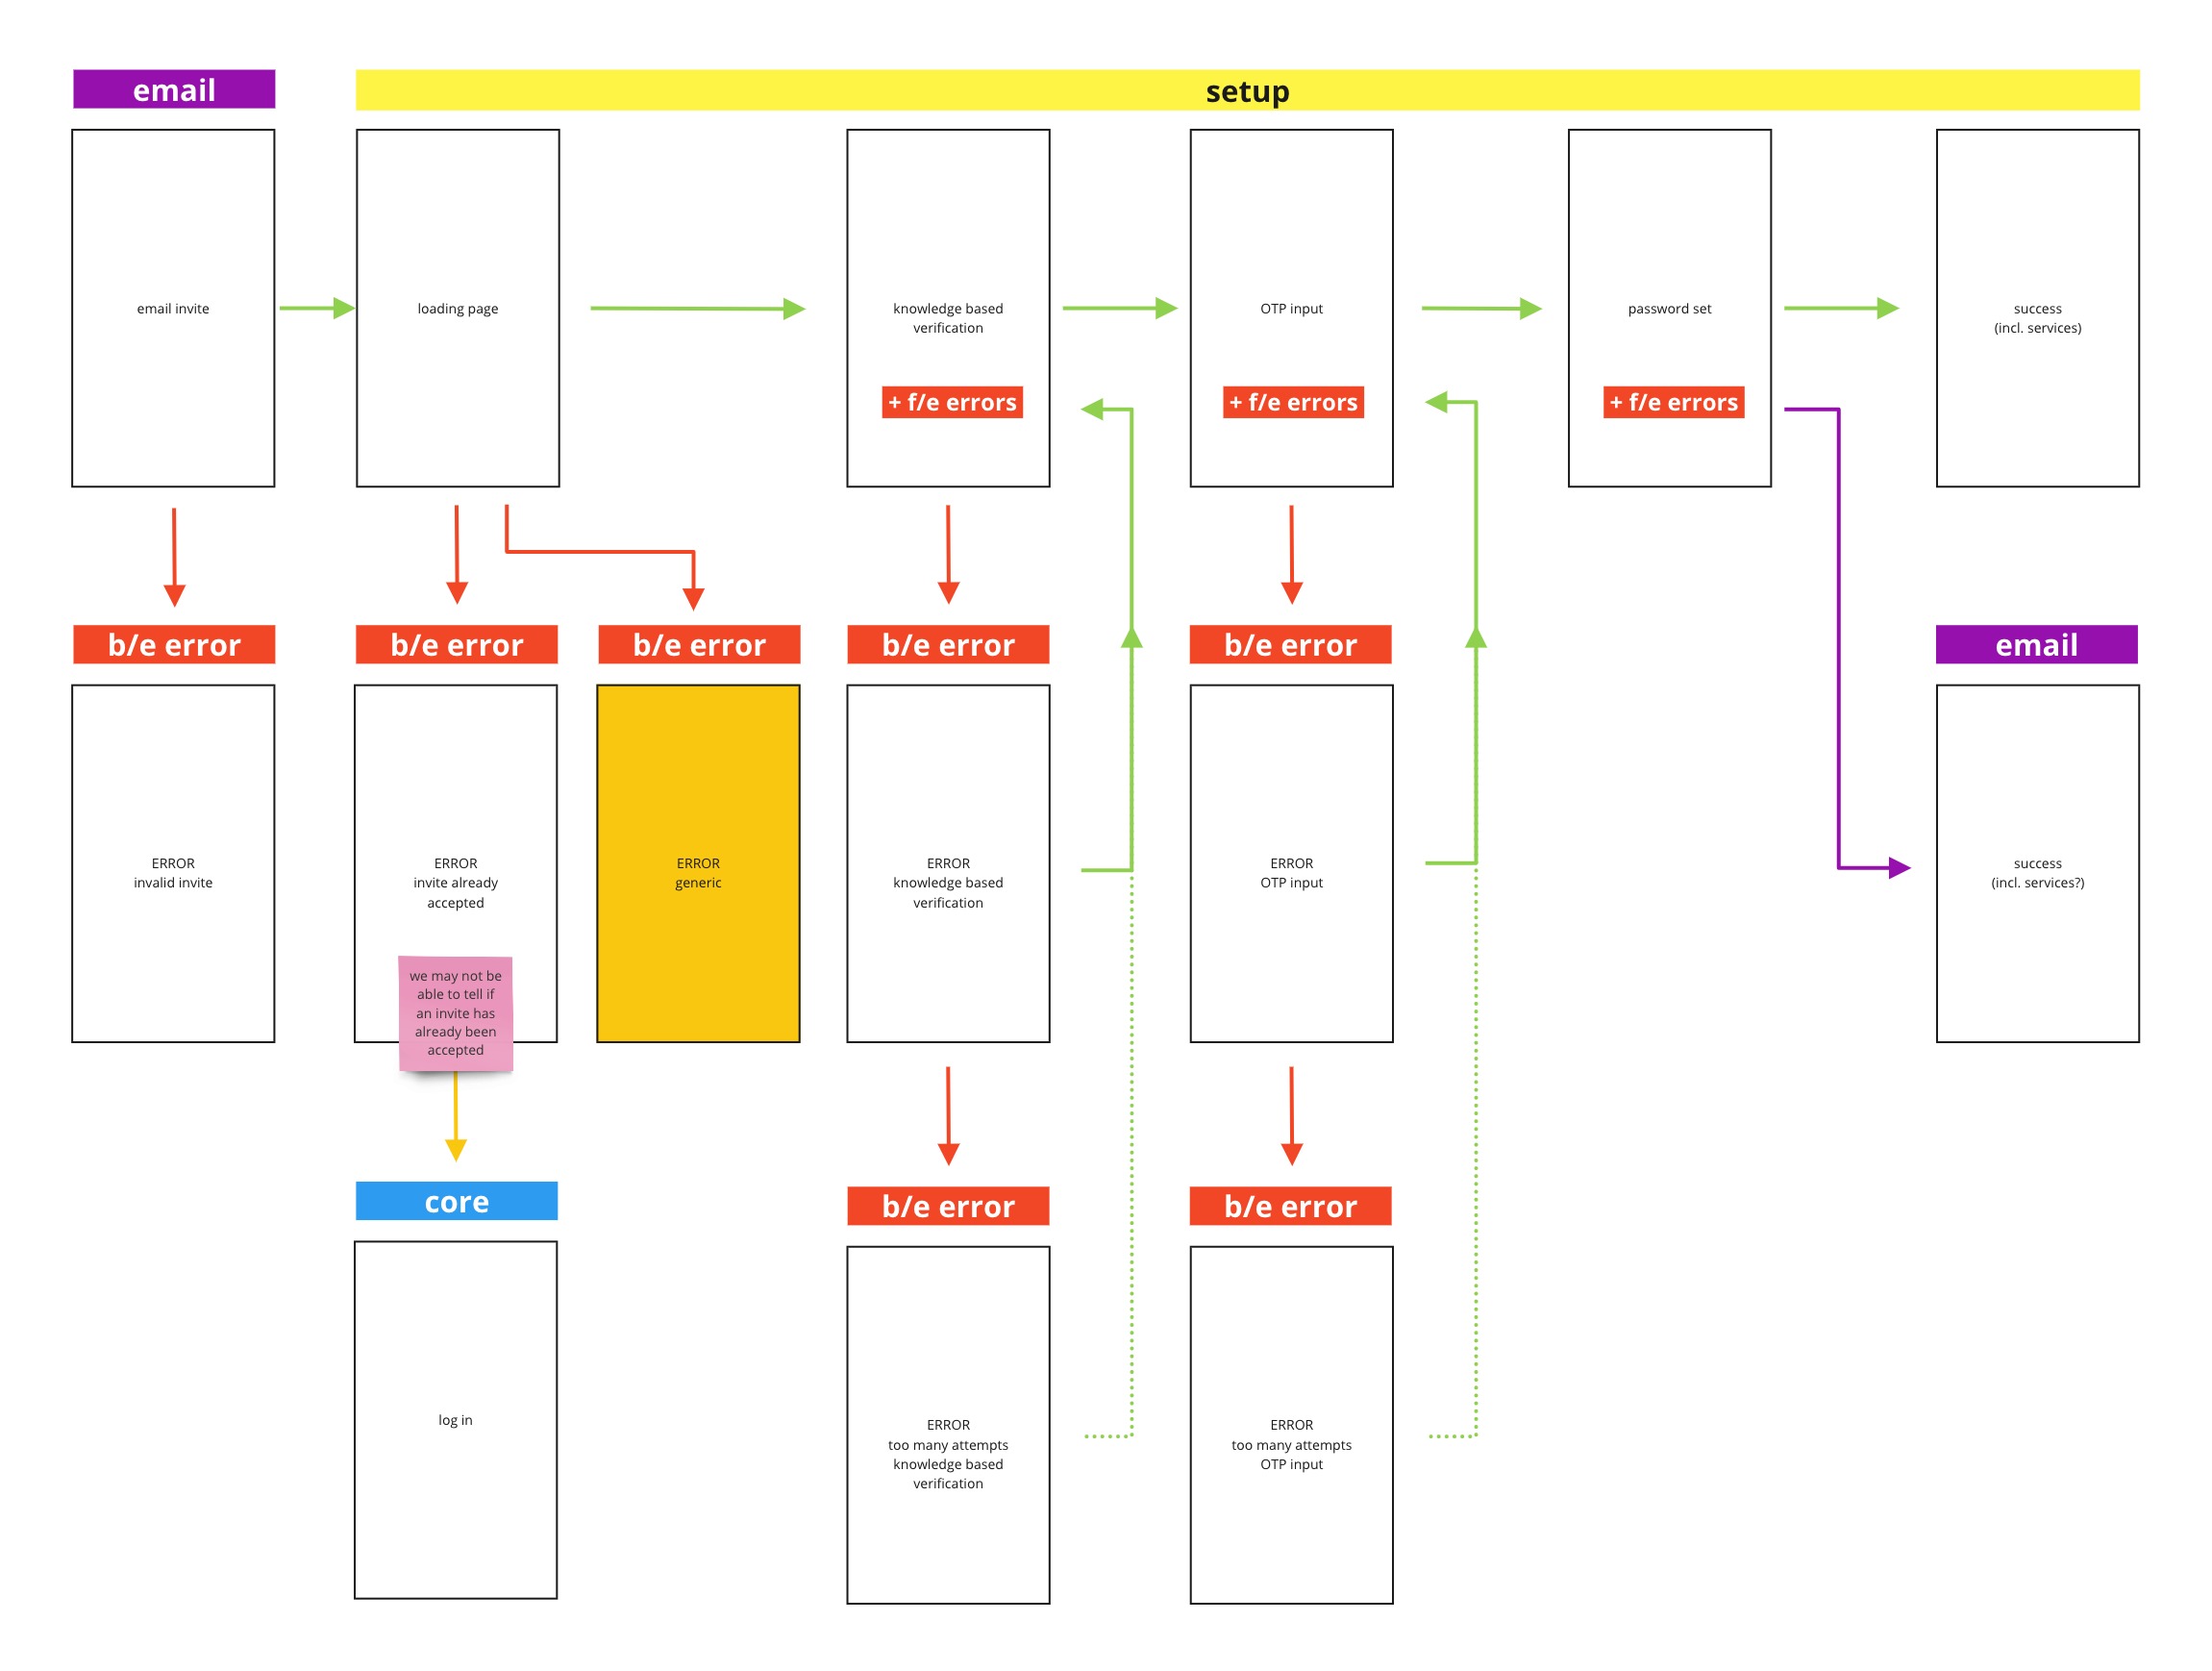 email
setup
email invite
loading page
knowledge based
verification
+ f/e errors
OTP input
+ f/e errors
password set
+ f/e errors
success
(incl. services)
b/e error
b/e error
b/e error
b/e error
b/e error
email
ERROR
invalid invite
ERROR
invite already
accepted
we may not be
able to tell if
an invite has
already been
accepted
ERROR
generic
ERROR
knowledge based
verification
ERROR
OTP input
success
(incl. services?)
core
b/e error
b/e error
log in
ERROR
too many attempts
knowledge based
verification
ERROR
too many attempts
OTP input